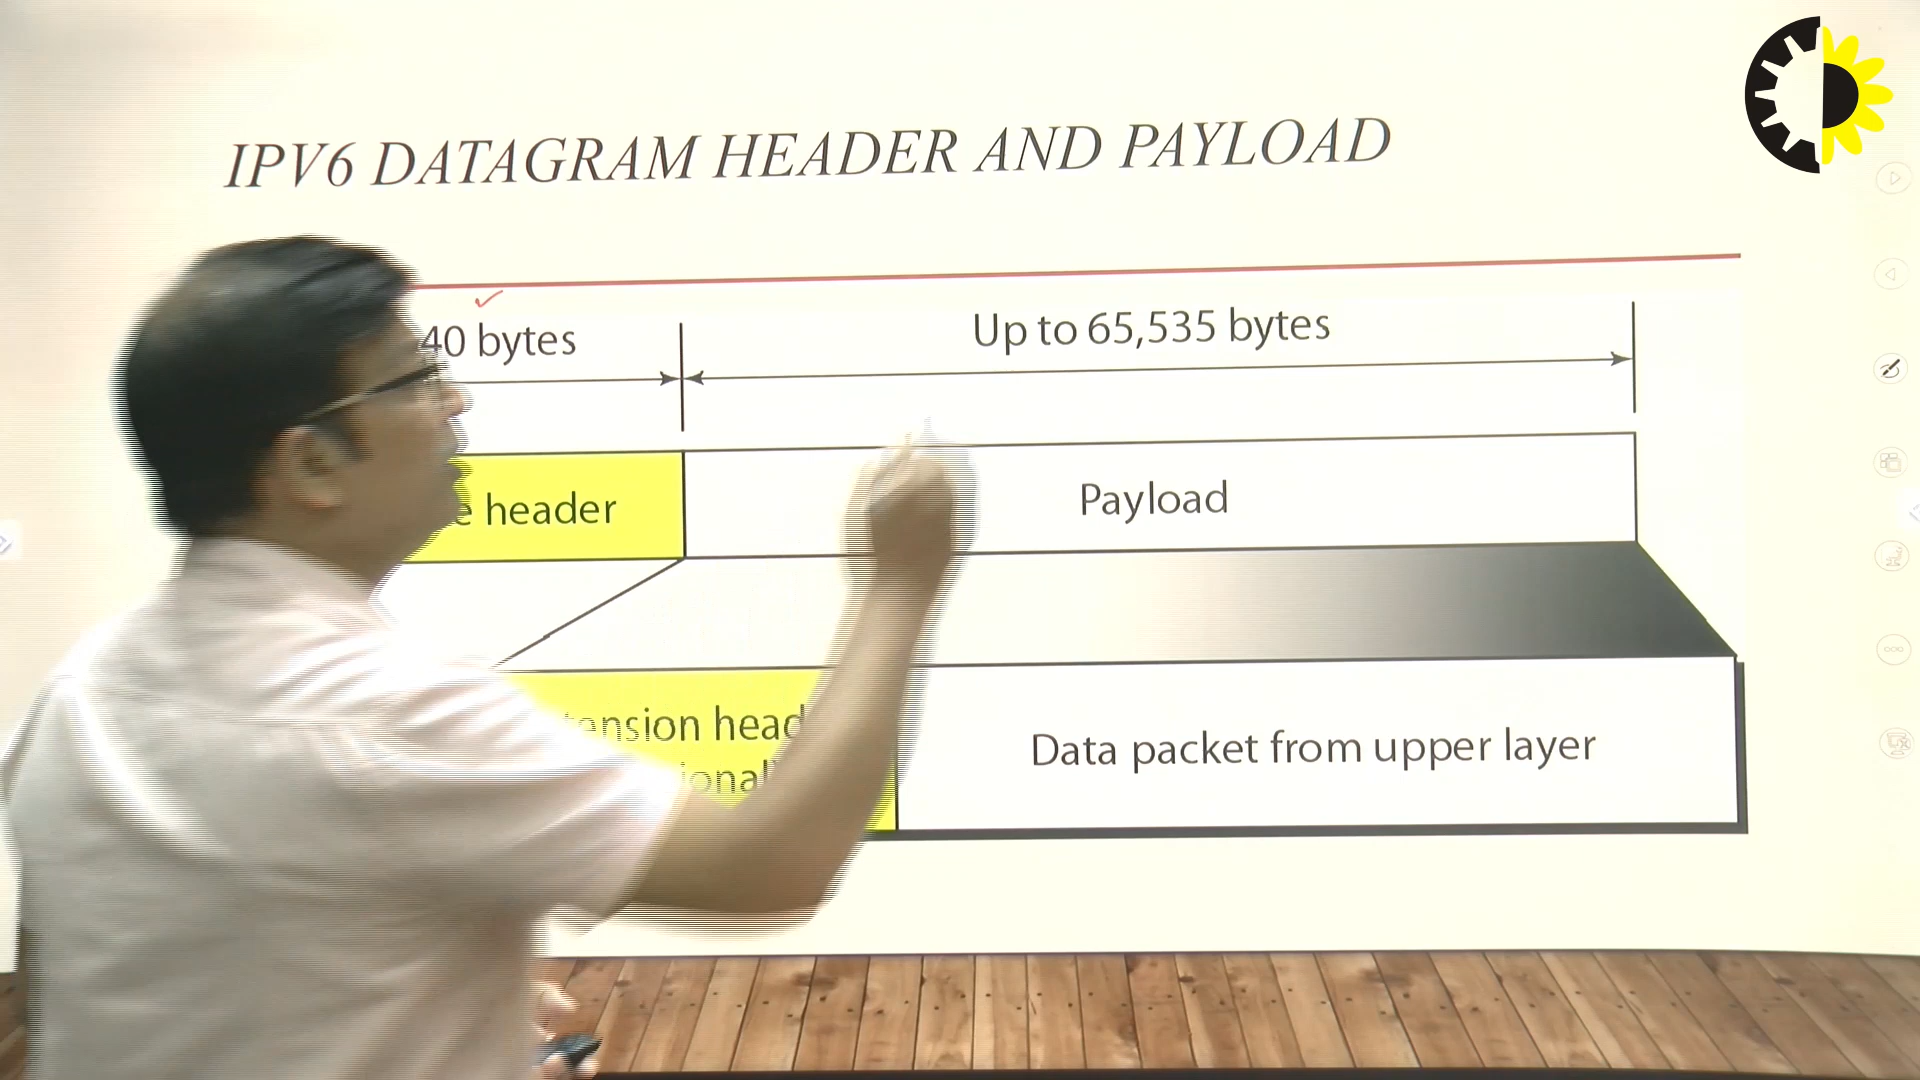 IPV6 DATAGRAM HEADER AND PAYLOAD
40 bytes
Up to 65,535 bytes
header
Payload
Data packet from upper layer